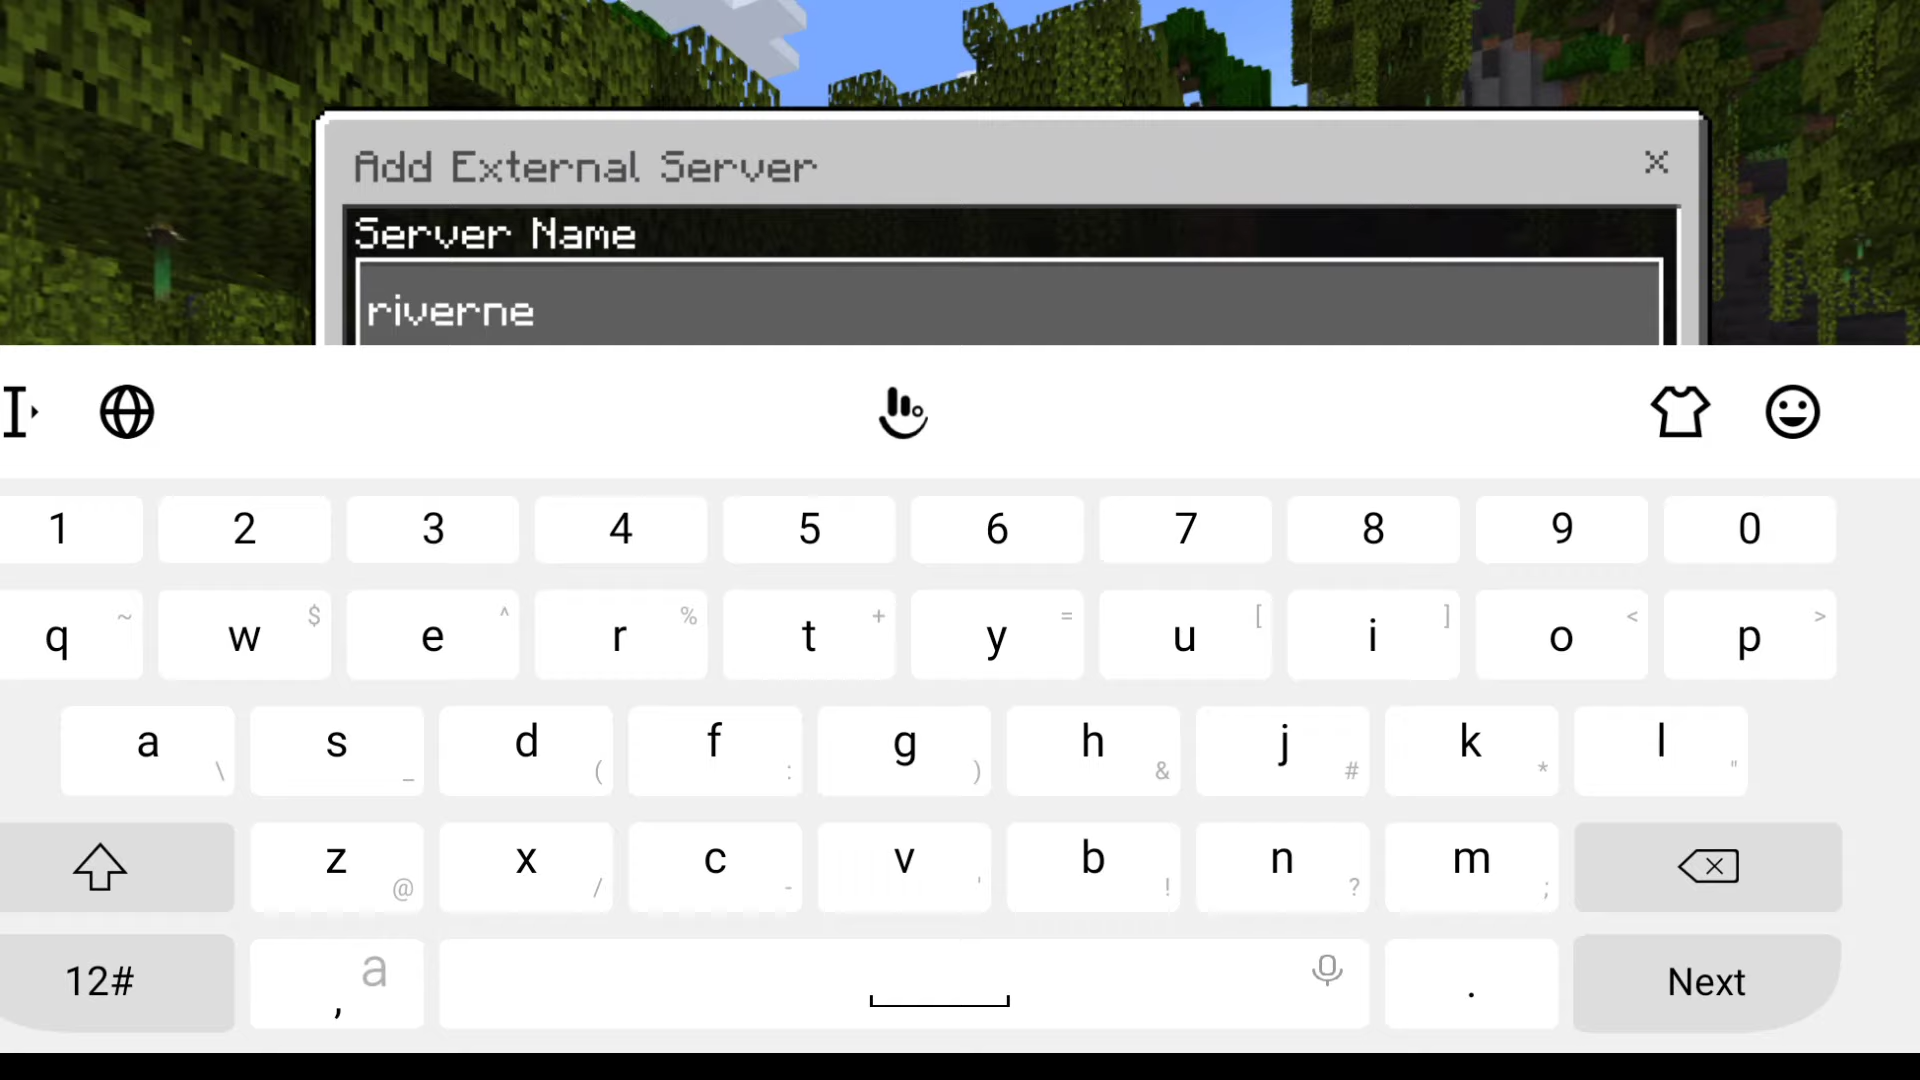 Add External Server
Server Name
riverne
1 2 3 4 5 6 7 8 9 0
q ~ w $ e ^ r % t + y = u [ i ] o < p >
a \ s _ d ( f : g ) h & j # k * l "
z @ x / c - v ' b ! n ? m ;
12# , a . Next